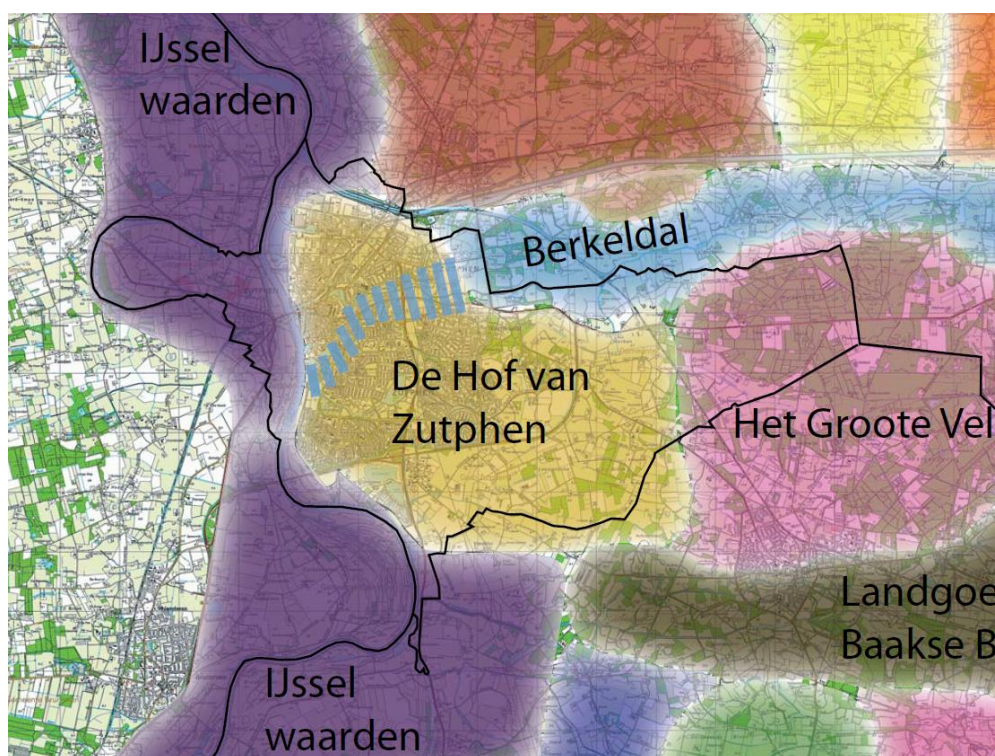 IJssel
waarden
Berkeldal
De Hof van
Zutphen
Het Groote Vel
Landgoe
Baakse B
IJssel
waarden